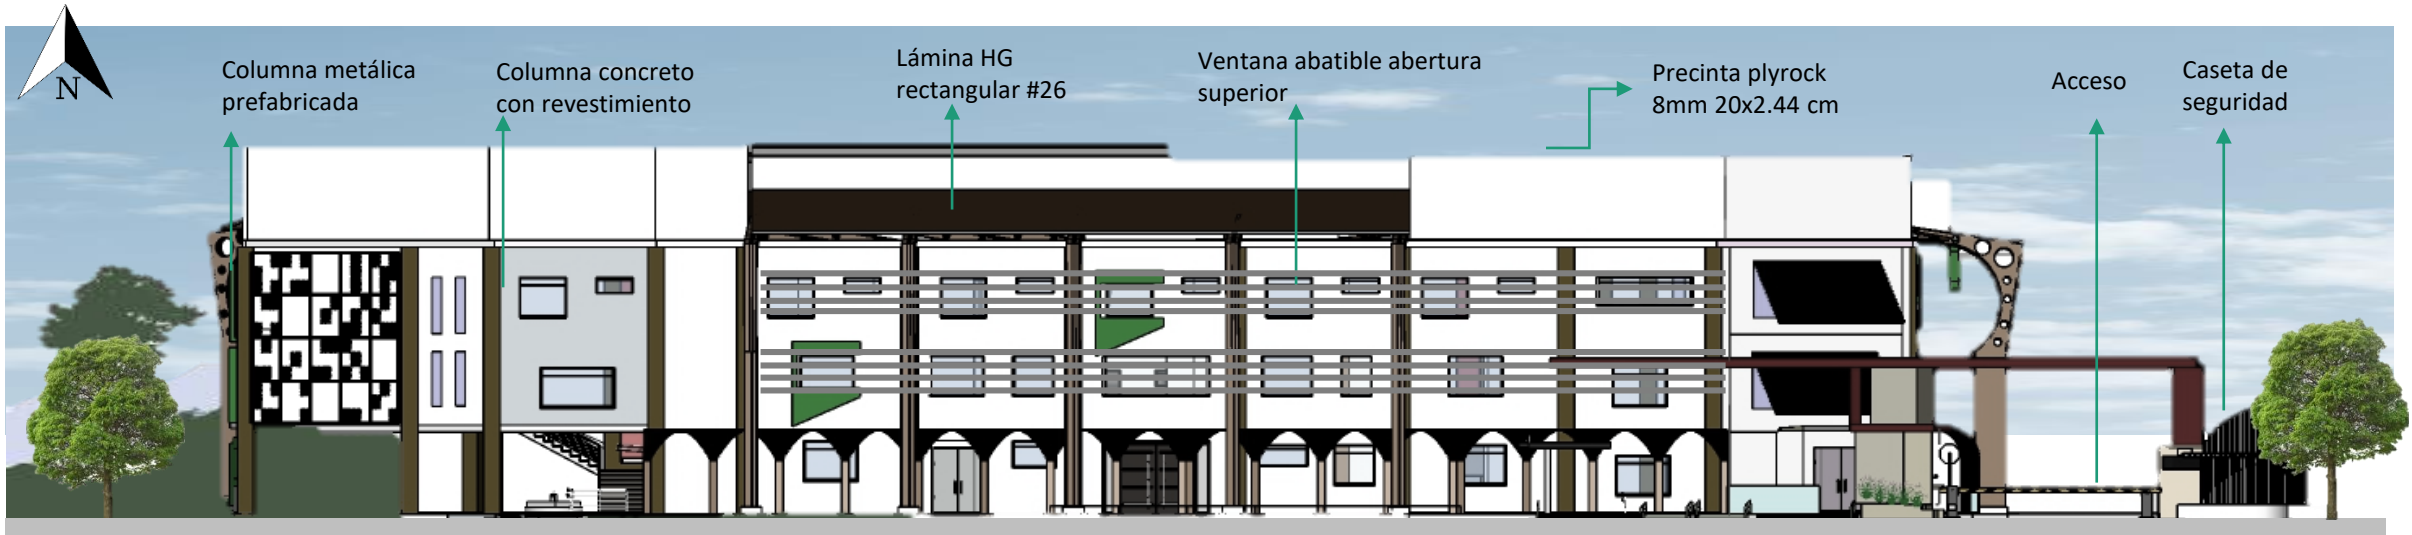 N
Columna metálica
prefabricada
Columna concreto
con revestimiento
Lámina HG
rectangular #26
Ventana abatible abertura
superior
Precinta plyrock
8mm 20x2.44 cm
Acceso
Caseta de
seguridad